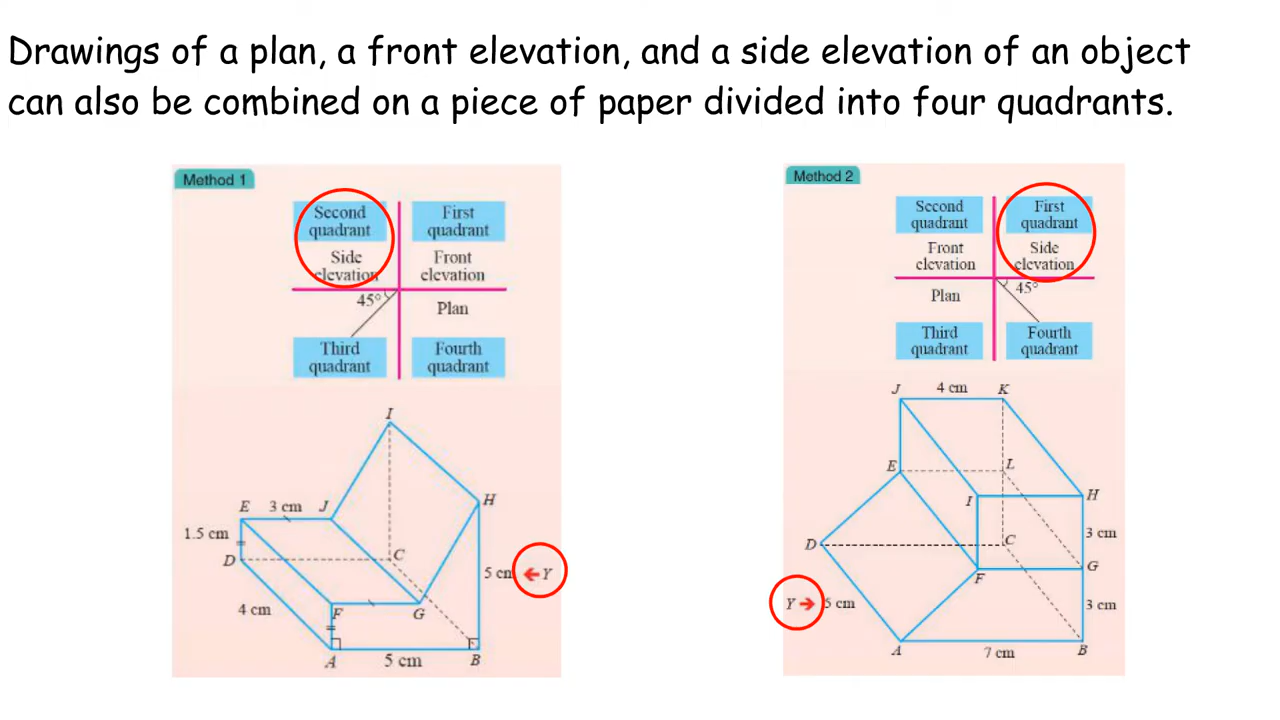 Drawings of a plan, a front elevation, and a side elevation of an object
can also be combined on a piece of paper divided into four quadrants.
Method 1
Second
quadrant
First
quadrant
Side
elevation
Front
elevation
45°
Plan
Third
quadrant
Fourth
quadrant
I
E
3 cm
J
H
1.5 cm
D
C
5 cm
Y
4 cm
F
G
A
5 cm
B
Method 2
Second
quadrant
First
quadrant
Front
elevation
Side
elevation
45°
Plan
Third
quadrant
Fourth
quadrant
J
4 cm
K
E
L
I
H
D
C
3 cm
F
G
Y
5 cm
3 cm
A
7 cm
B